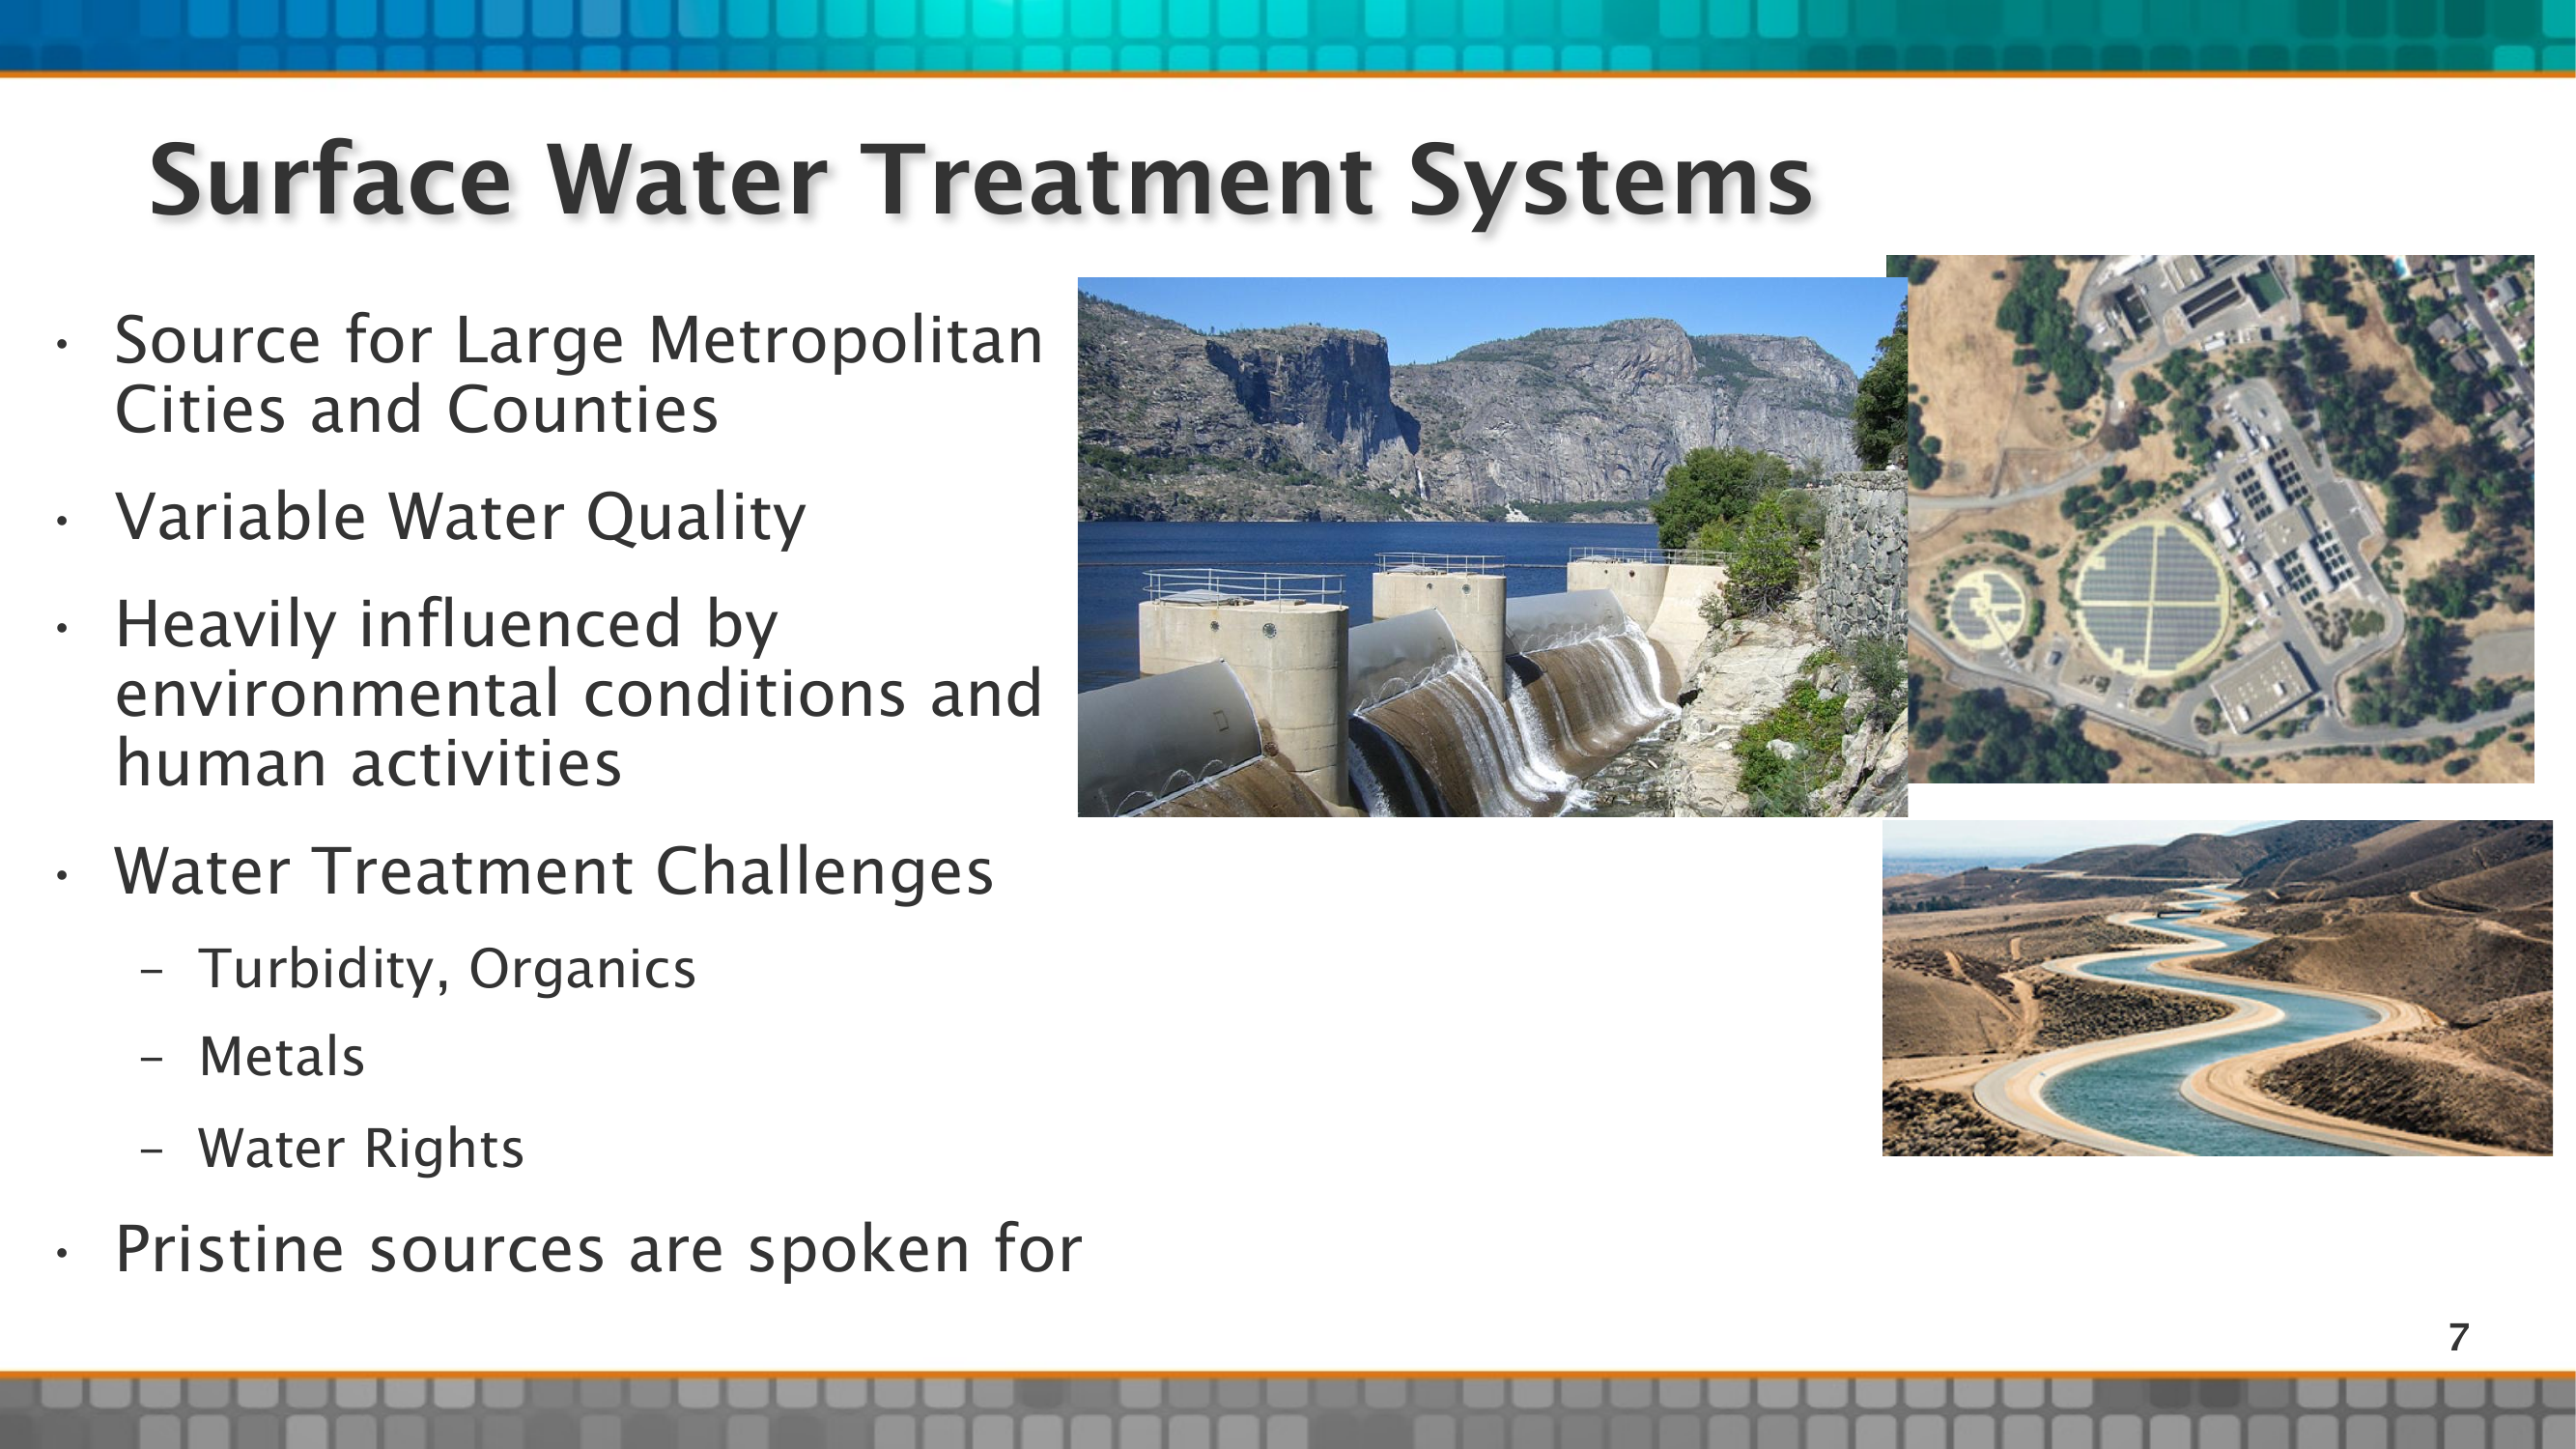 Surface Water Treatment Systems
• Source for Large Metropolitan
Cities and Counties
• Variable Water Quality
• Heavily influenced by
environmental conditions and
human activities
• Water Treatment Challenges
– Turbidity, Organics
– Metals
– Water Rights
• Pristine sources are spoken for
7